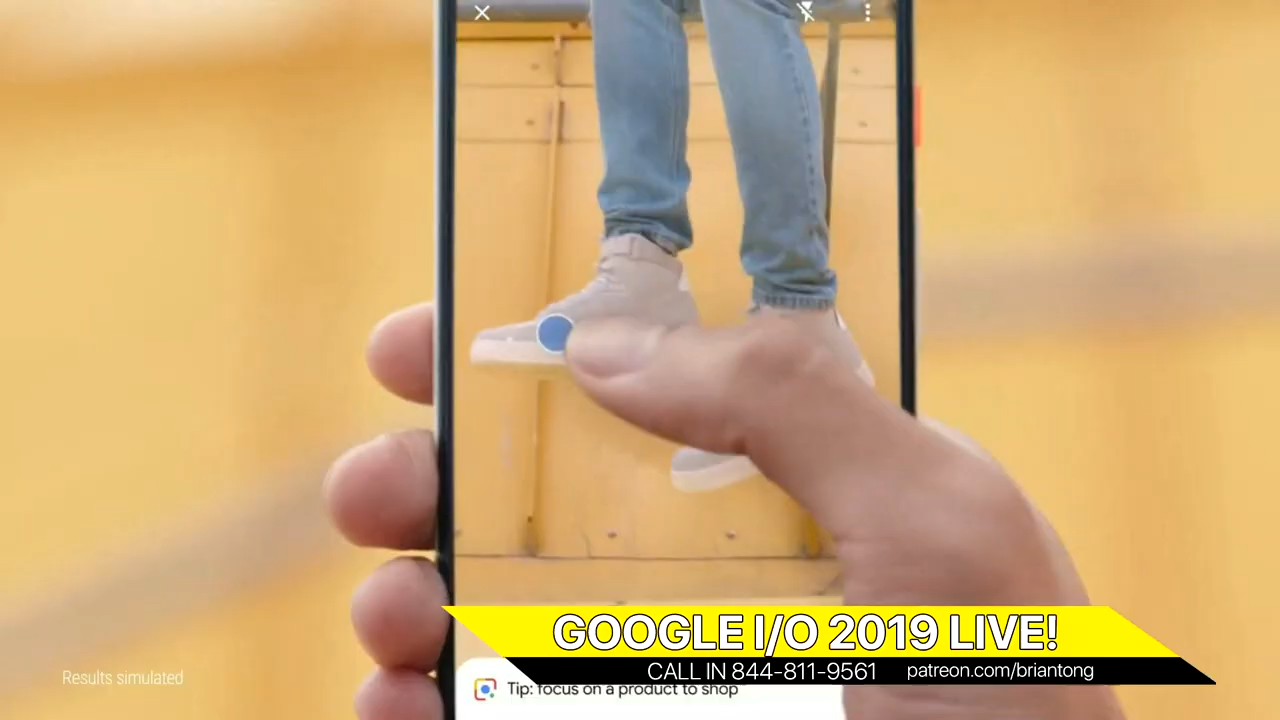 GOOGLE I/O 2019 LIVE!
CALL IN 844-811-9561 patreon.com/briantong
Results simulated
Tip: focus on a product to shop